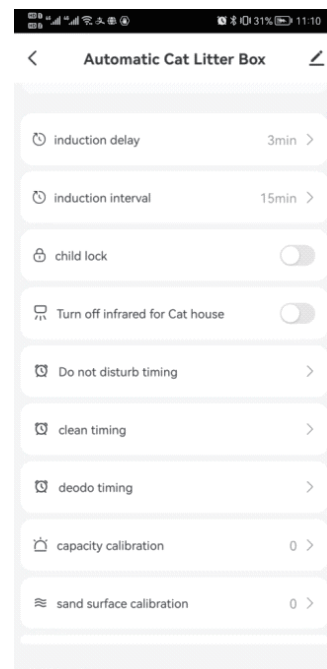 31% 11:10
Automatic Cat Litter Box
induction delay 3min
induction interval 15min
child lock
Turn off infrared for Cat house
Do not disturb timing
clean timing
deodo timing
capacity calibration 0
sand surface calibration 0